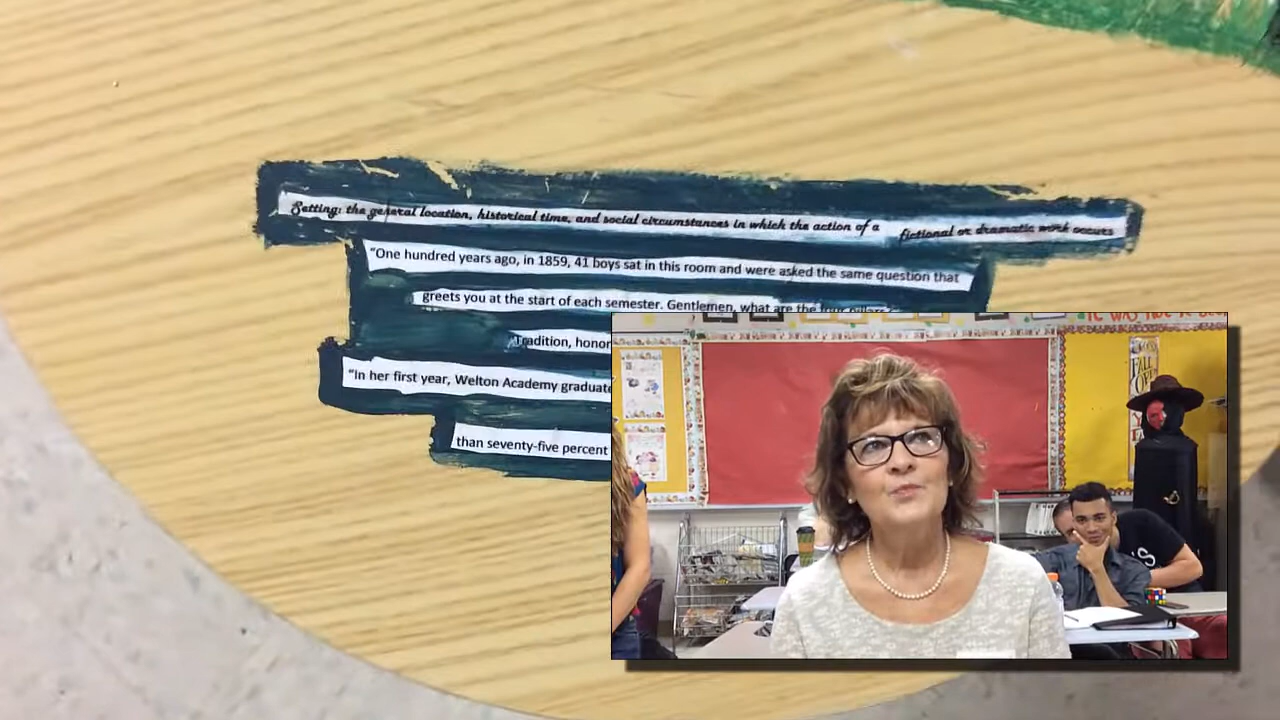 Setting: the general location, historical time, and social circumstances in which the action of a fictional or dramatic work occurs
"One hundred years ago, in 1859, 41 boys sat in this room and were asked the same question that
greets you at the start of each semester. Gentlemen, what are the four pillars?
Tradition, honor
"In her first year, Welton Academy graduate
than seventy-five percent
FALL